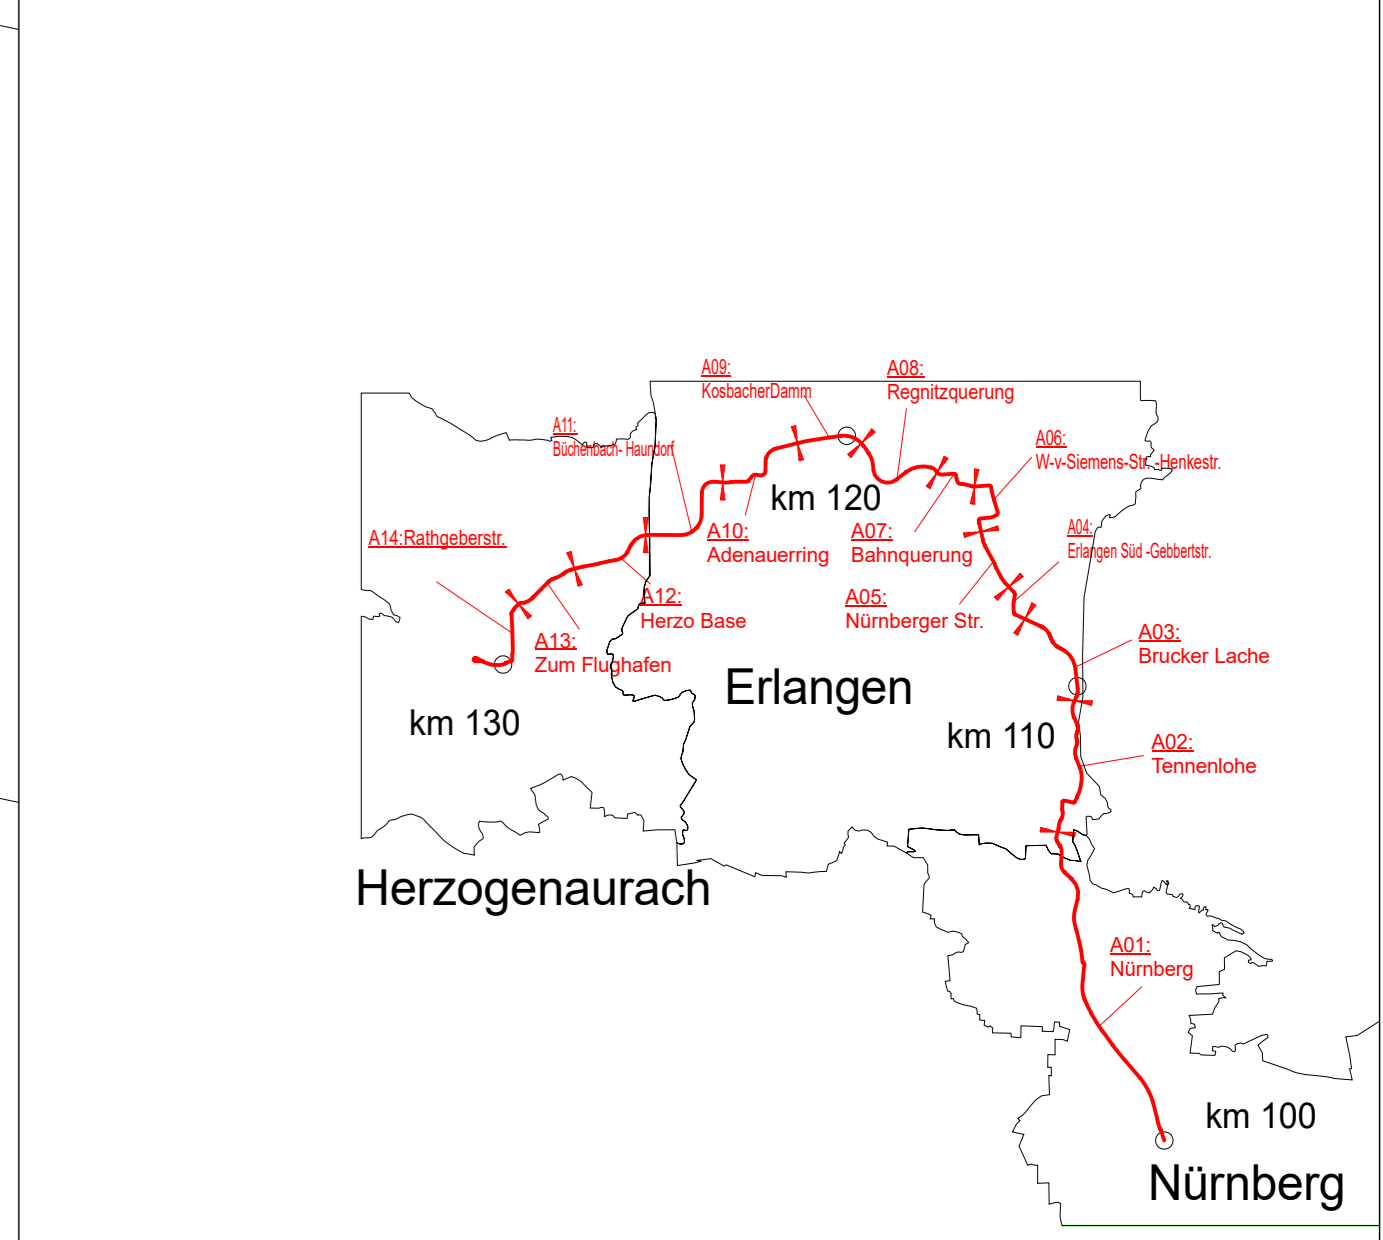 A09:
KosbacherDamm
A08:
Regnitzquerung
A11:
Büchenbach- Haundorf
A06:
W-v-Siemens-Str.-Henkestr.
km 120
A14:Rathgeberstr.
A10:
Adenauerring
A07:
Bahnquerung
A04:
Erlangen Süd -Gebbertstr.
A12:
Herzo Base
A05:
Nürnberger Str.
A13:
Zum Flughafen
A03:
Brucker Lache
Erlangen
km 130
km 110
A02:
Tennenlohe
Herzogenaurach
A01:
Nürnberg
km 100
Nürnberg